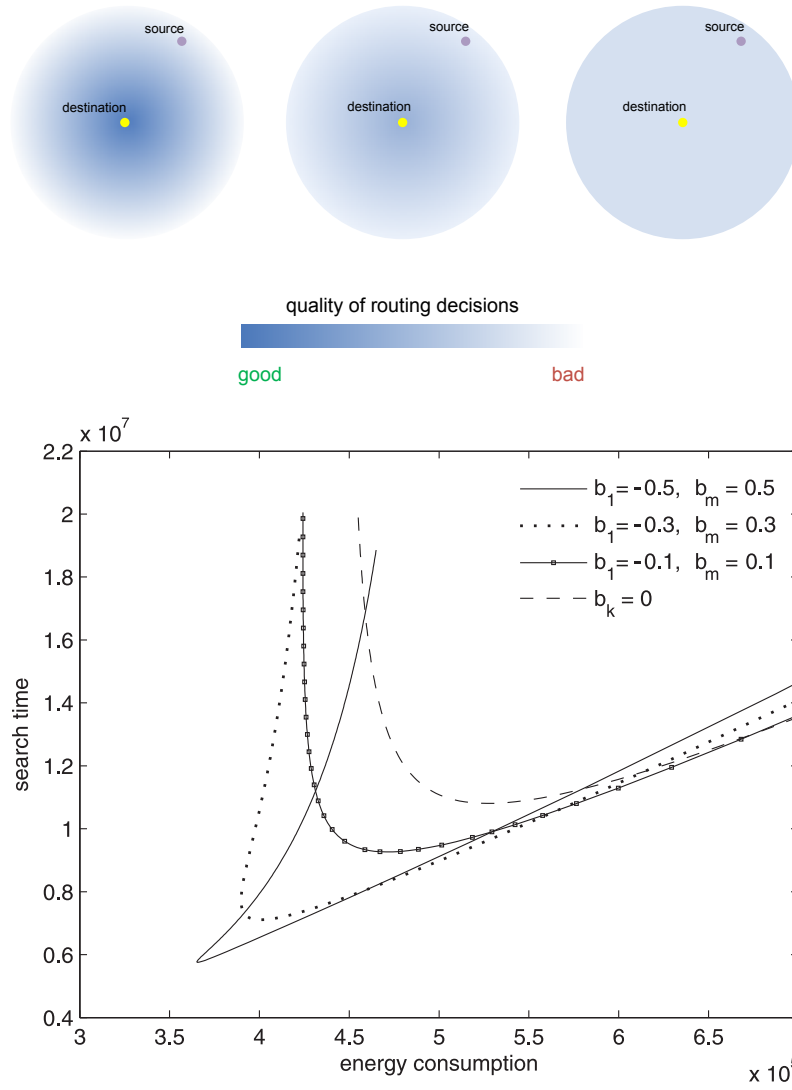 source
source
source
destination
destination
destination
quality of routing decisions
good
bad
x 10^7
2.2
2
1.8
1.6
1.4
1.2
1
0.8
0.6
0.4
search time
b_1 = -0.5, b_m = 0.5
b_1 = -0.3, b_m = 0.3
b_1 = -0.1, b_m = 0.1
b_k = 0
3
3.5
4
4.5
5
5.5
6
6.5
energy consumption
x 10^5